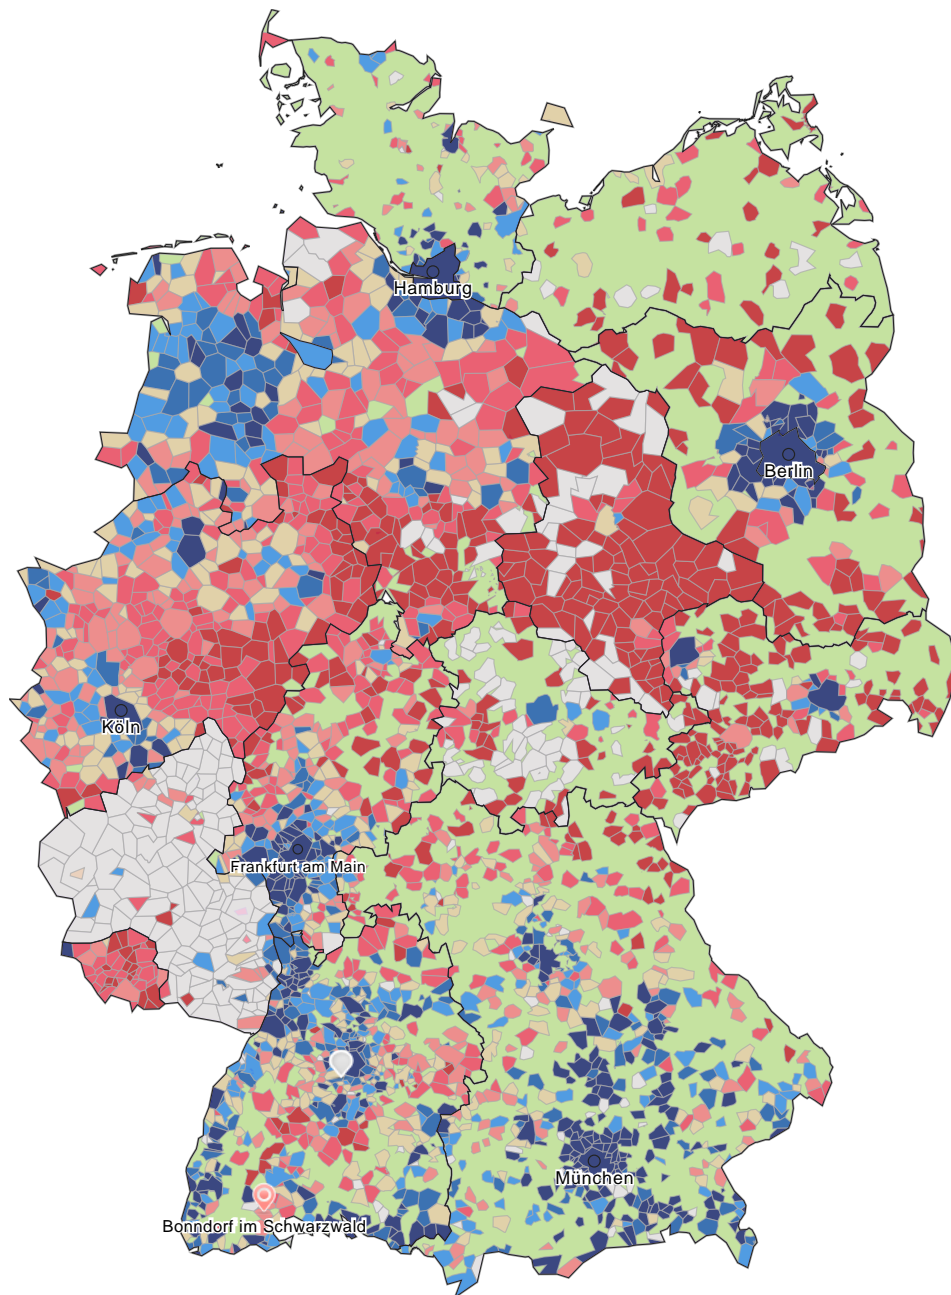 Hamburg
Berlin
Köln
Frankfurt am Main
München
Bonndorf im Schwarzwald